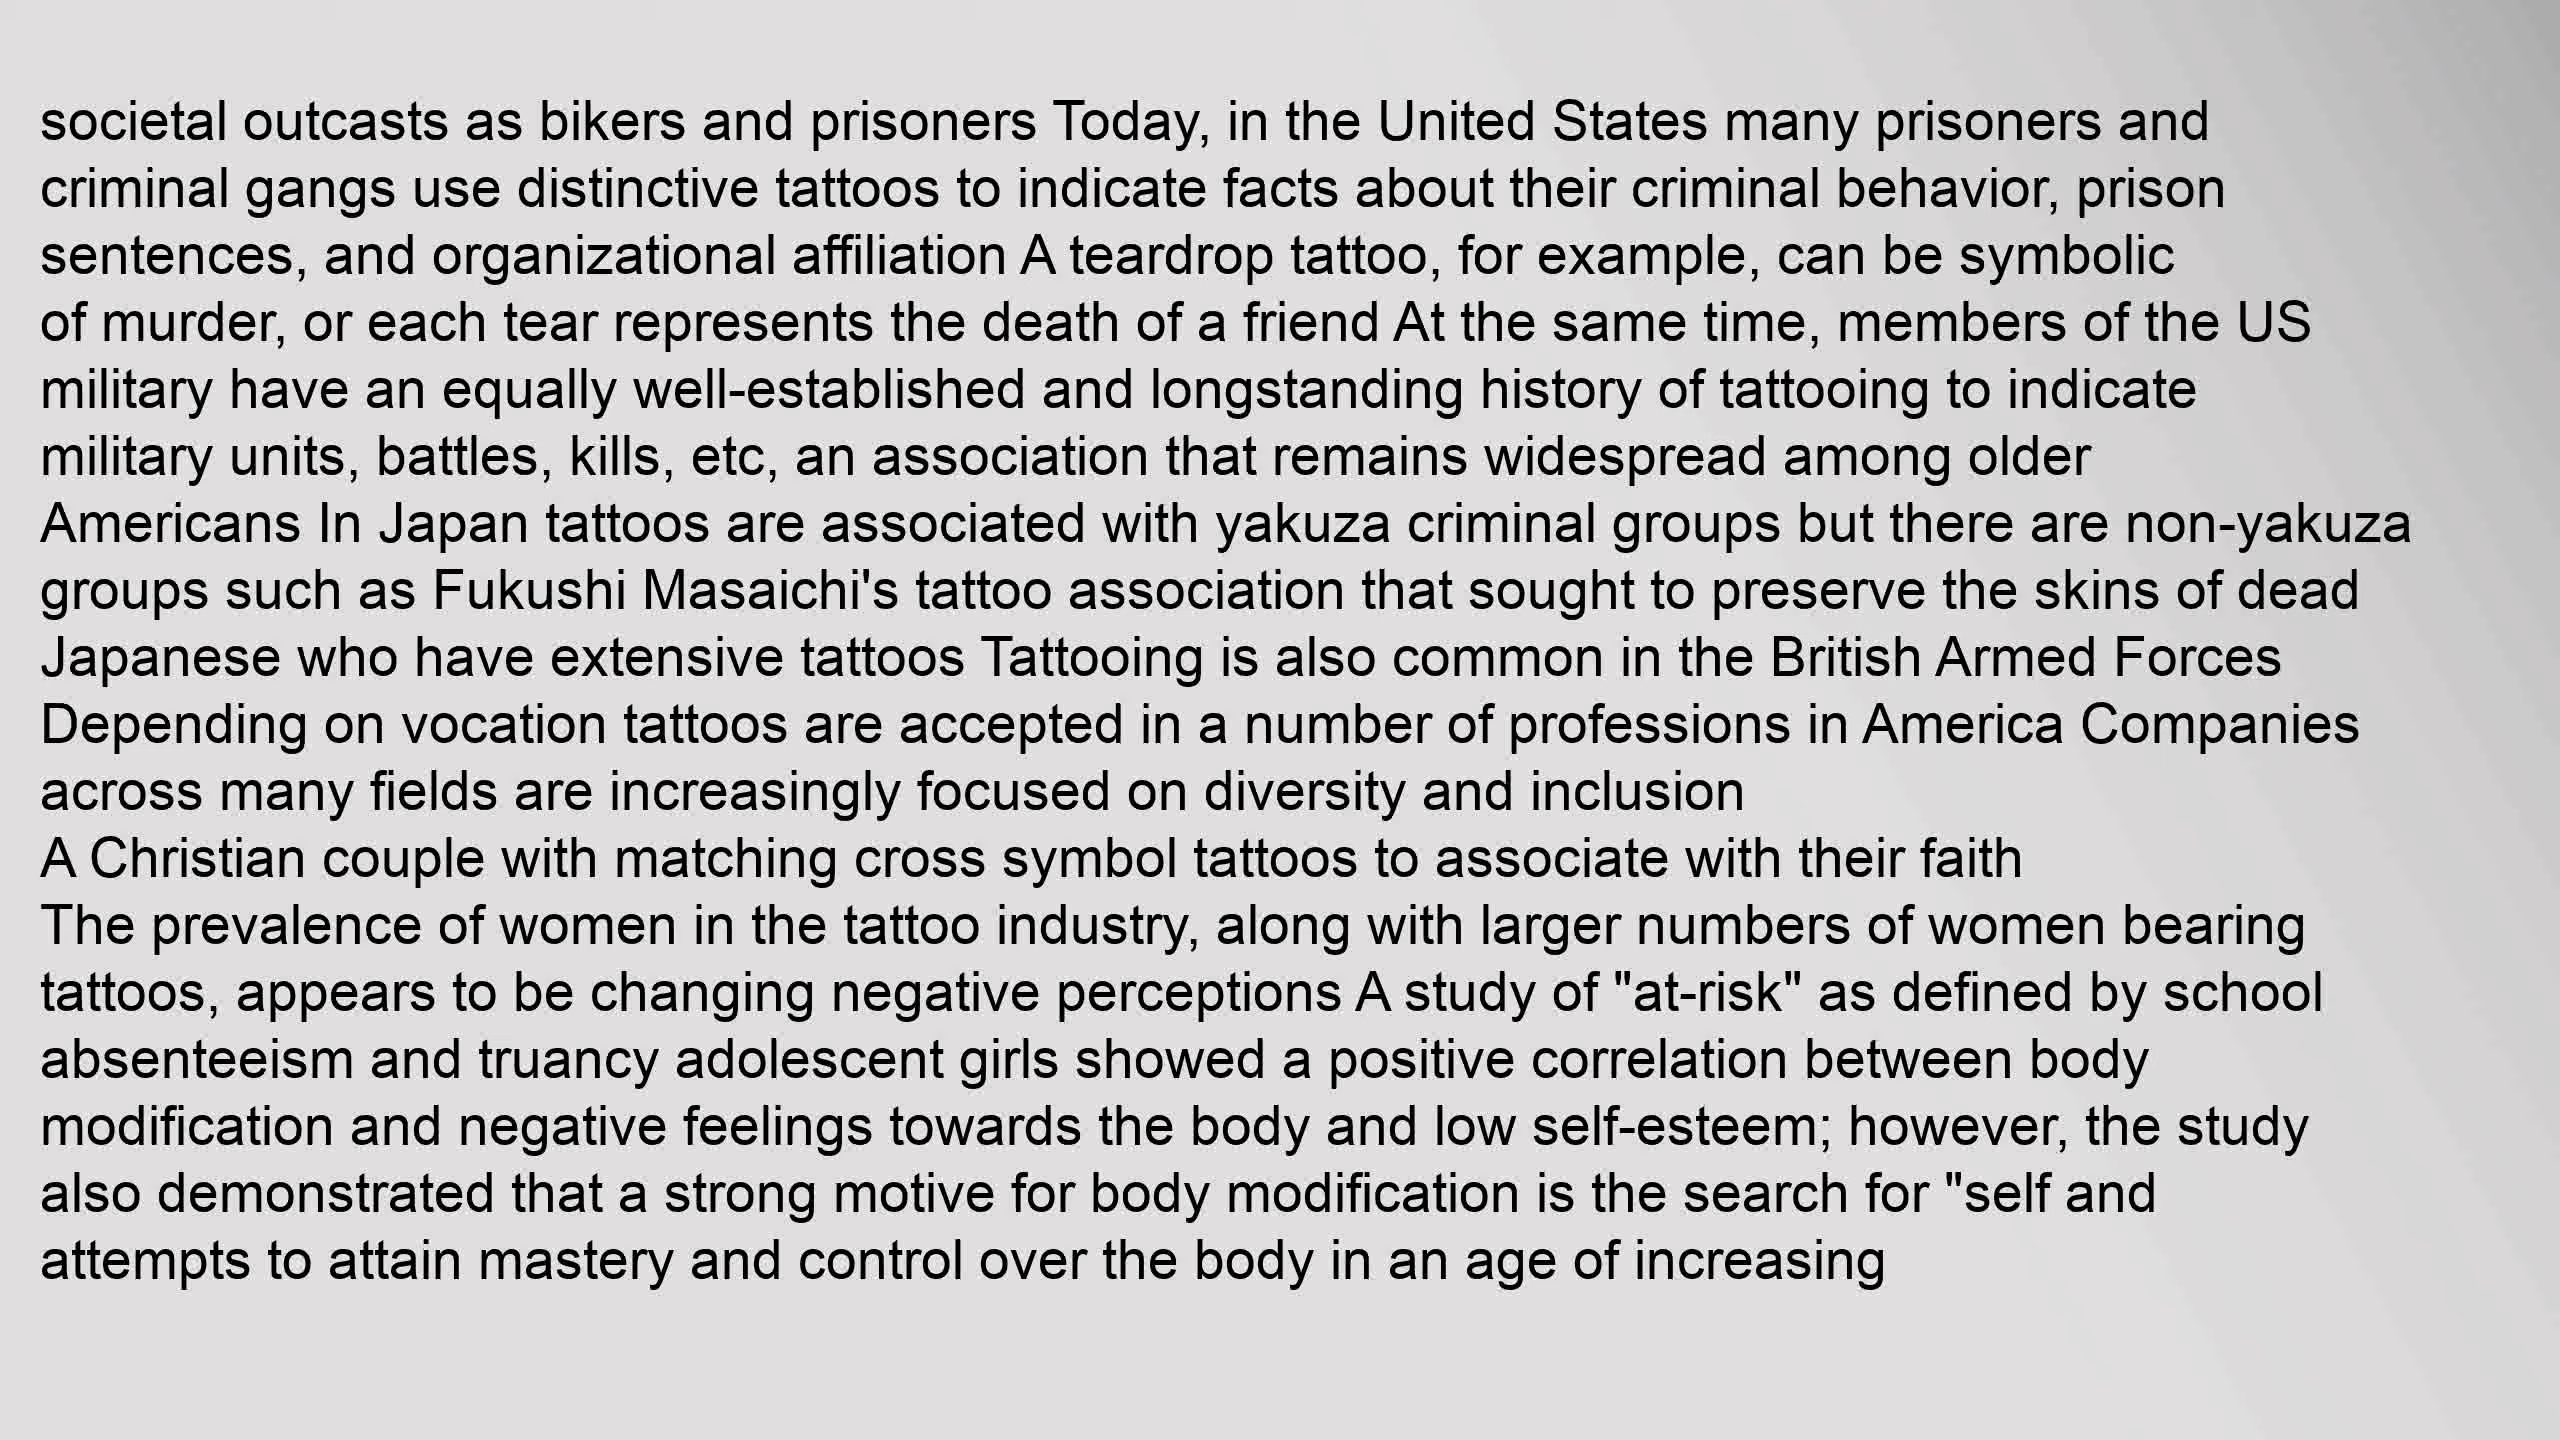 societal outcasts as bikers and prisoners Today, in the United States many prisoners and
criminal gangs use distinctive tattoos to indicate facts about their criminal behavior, prison
sentences, and organizational affiliation A teardrop tattoo, for example, can be symbolic
of murder, or each tear represents the death of a friend At the same time, members of the US
military have an equally well-established and longstanding history of tattooing to indicate
military units, battles, kills, etc, an association that remains widespread among older
Americans In Japan tattoos are associated with yakuza criminal groups but there are non-yakuza
groups such as Fukushi Masaichi's tattoo association that sought to preserve the skins of dead
Japanese who have extensive tattoos Tattooing is also common in the British Armed Forces
Depending on vocation tattoos are accepted in a number of professions in America Companies
across many fields are increasingly focused on diversity and inclusion
A Christian couple with matching cross symbol tattoos to associate with their faith
The prevalence of women in the tattoo industry, along with larger numbers of women bearing
tattoos, appears to be changing negative perceptions A study of "at-risk" as defined by school
absenteeism and truancy adolescent girls showed a positive correlation between body
modification and negative feelings towards the body and low self-esteem; however, the study
also demonstrated that a strong motive for body modification is the search for "self and
attempts to attain mastery and control over the body in an age of increasing